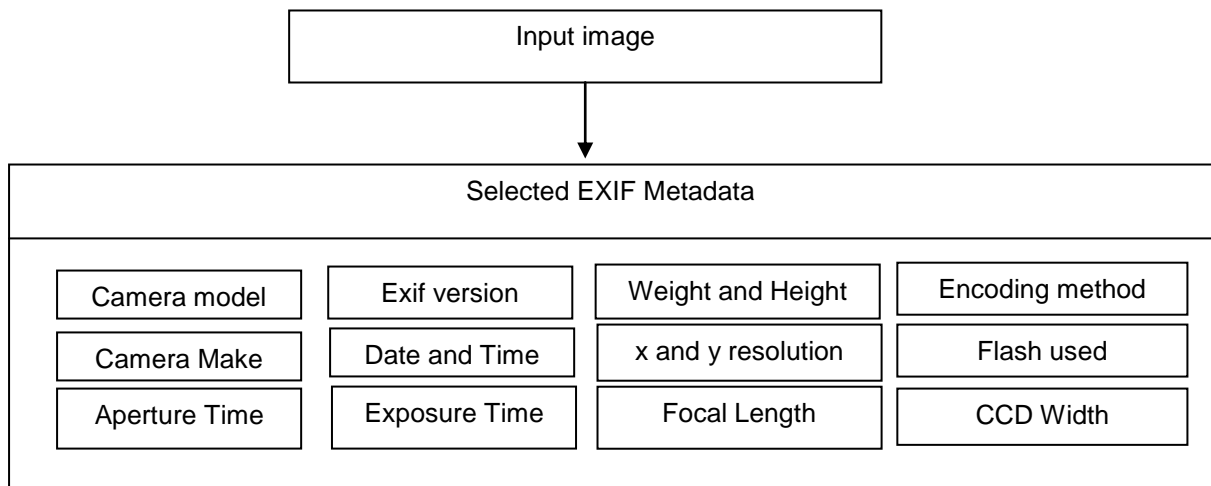 Input image
Selected EXIF Metadata
Camera model
Exif version
Weight and Height
Encoding method
Camera Make
Date and Time
x and y resolution
Flash used
Aperture Time
Exposure Time
Focal Length
CCD Width